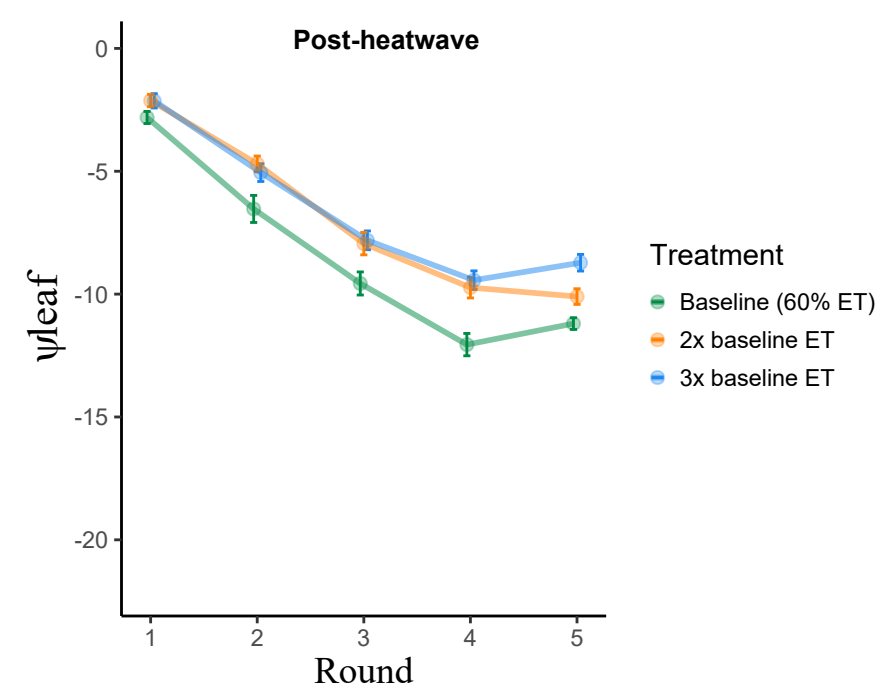 Post-heatwave
0
-5
-10
-15
-20
ψleaf
1 2 3 4 5
Round
Treatment
Baseline (60% ET)
2x baseline ET
3x baseline ET